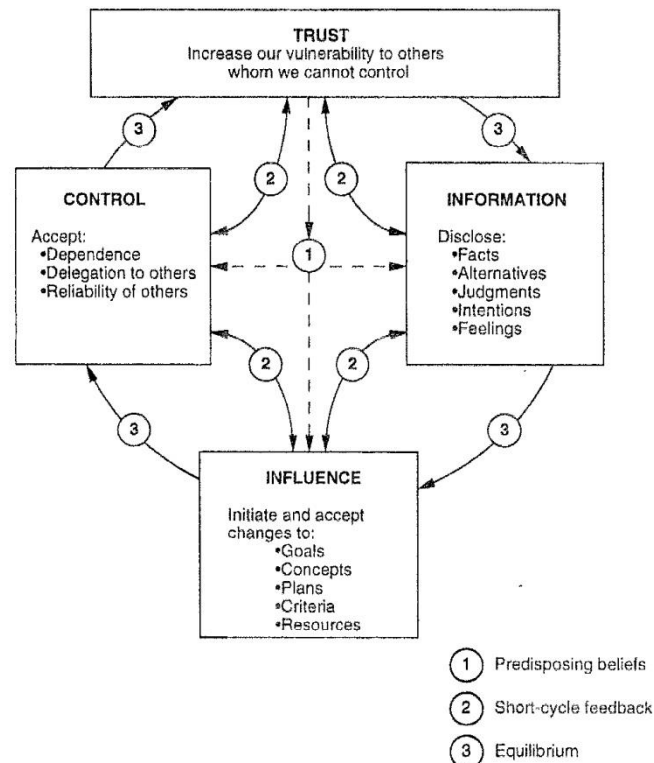 TRUST
Increase our vulnerability to others
whom we cannot control
3
3
2
2
CONTROL
Accept:
•Dependence
•Delegation to others
•Reliability of others
1
INFORMATION
Disclose:
•Facts
•Alternatives
•Judgments
•Intentions
•Feelings
2
2
3
3
INFLUENCE
Initiate and accept
changes to:
•Goals
•Concepts
•Plans
•Criteria
•Resources
1 Predisposing beliefs
2 Short-cycle feedback
3 Equilibrium